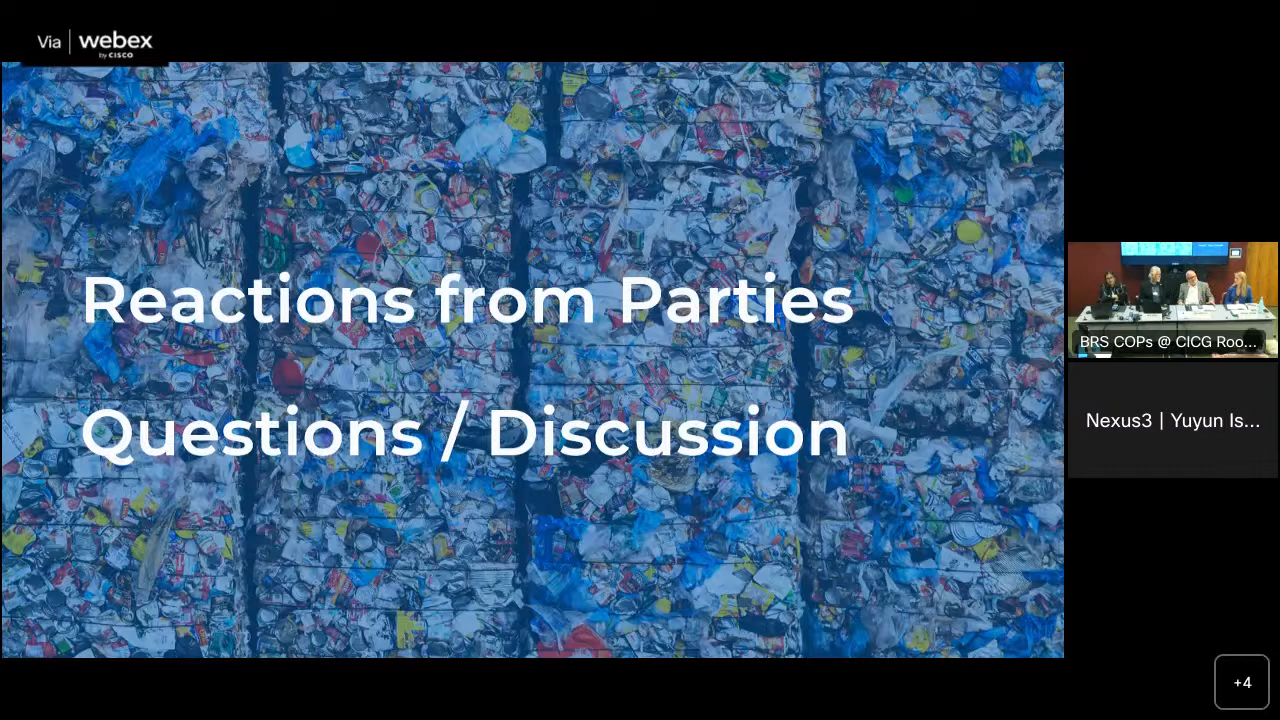 Via | webex
by CISCO
Reactions from Parties
Questions / Discussion
BRS COPs @ CICG Roo...
Nexus3 | Yuyun Is...
+4